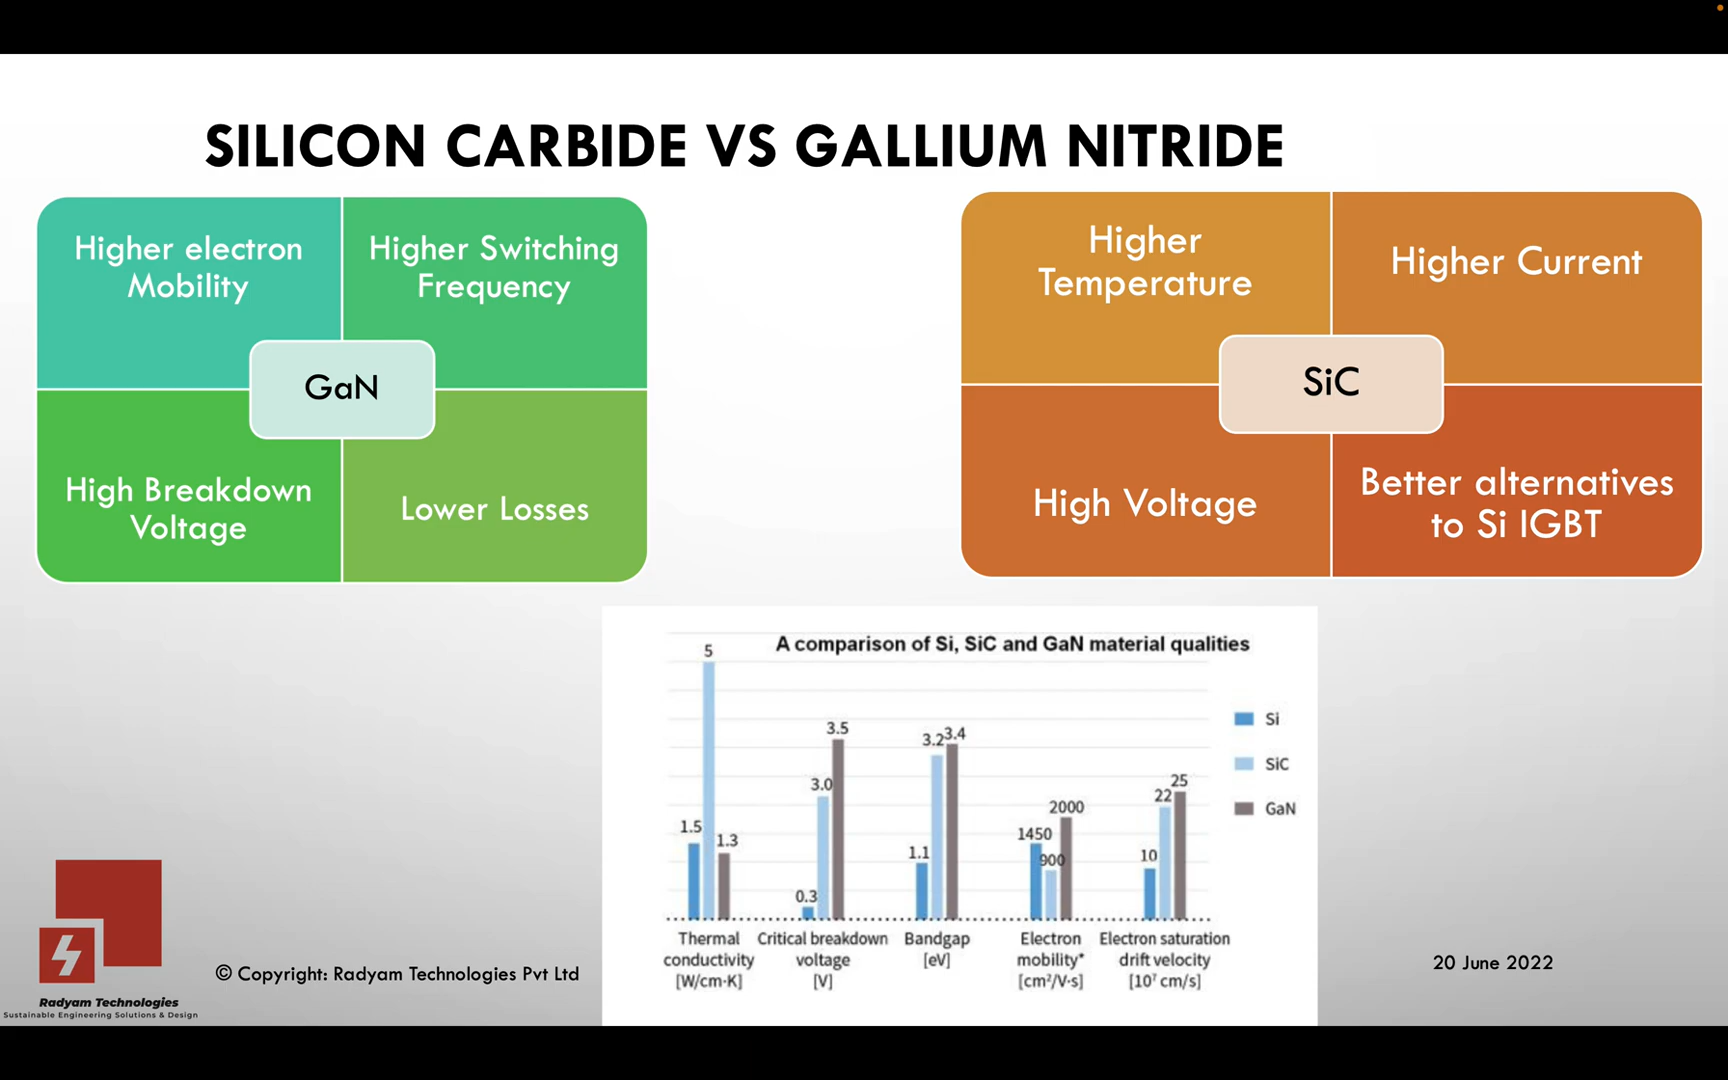 SILICON CARBIDE VS GALLIUM NITRIDE
Higher electron
Mobility
Higher Switching
Frequency
GaN
High Breakdown
Voltage
Lower Losses
Higher
Temperature
Higher Current
SiC
High Voltage
Better alternatives
to Si IGBT
A comparison of Si, SiC and GaN material qualities
5
1.5
1.3
0.3
3.0
3.5
1.1
3.2
3.4
1450
900
2000
10
22
25
Si
SiC
GaN
Thermal
conductivity
[W/cm·K]
Critical breakdown
voltage
[V]
Bandgap
[eV]
Electron
mobility*
[cm²/V·s]
Electron saturation
drift velocity
[10⁷ cm/s]
Radyam Technologies
Sustainable Engineering Solutions & Design
© Copyright: Radyam Technologies Pvt Ltd
20 June 2022